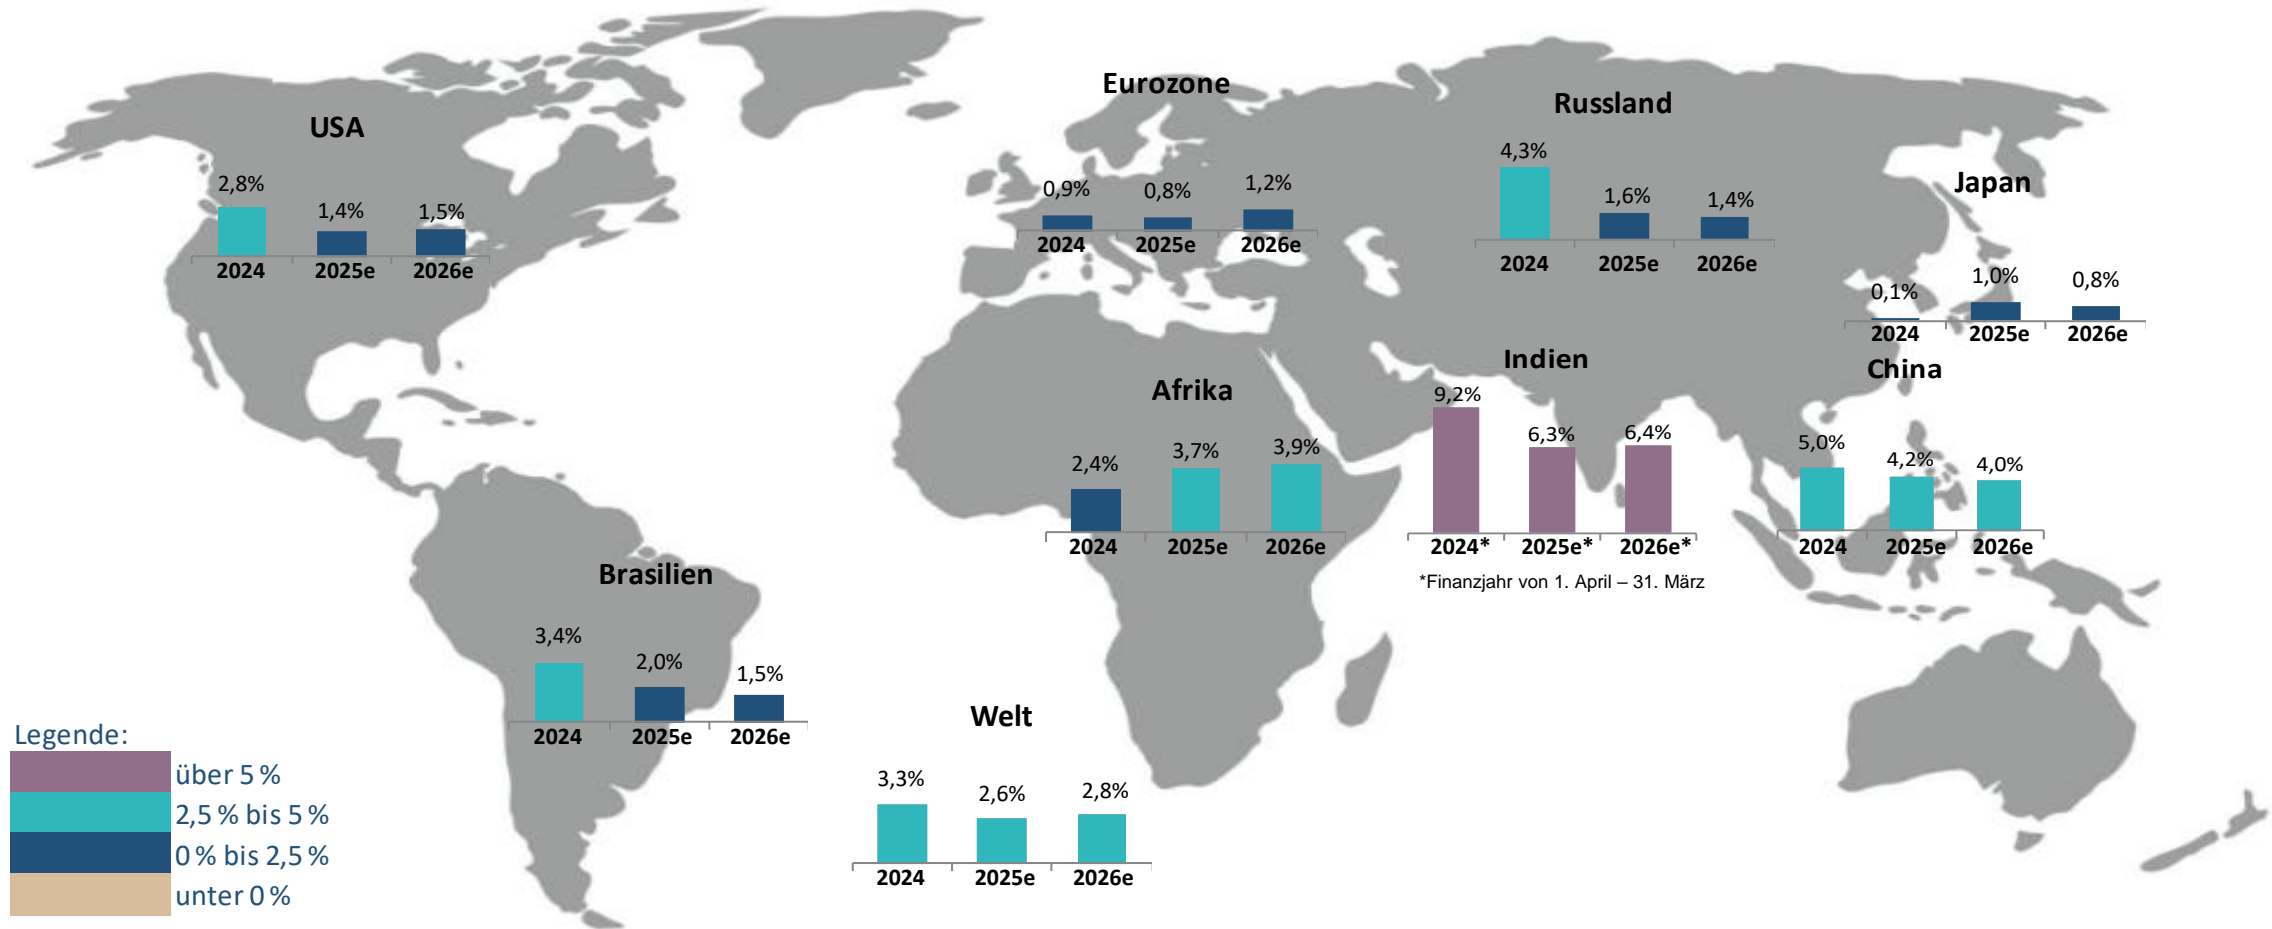 USA
2,8%
1,4%
1,5%
2024
2025e
2026e
Eurozone
0,9%
0,8%
1,2%
2024
2025e
2026e
Russland
4,3%
1,6%
1,4%
2024
2025e
2026e
Japan
0,1%
1,0%
0,8%
2024
2025e
2026e
Afrika
2,4%
3,7%
3,9%
2024
2025e
2026e
Indien
9,2%
6,3%
6,4%
2024*
2025e*
2026e*
*Finanzjahr von 1. April – 31. März
China
5,0%
4,2%
4,0%
2024
2025e
2026e
Brasilien
3,4%
2,0%
1,5%
2024
2025e
2026e
Welt
3,3%
2,6%
2,8%
2024
2025e
2026e
Legende:
über 5 %
2,5 % bis 5 %
0 % bis 2,5 %
unter 0 %